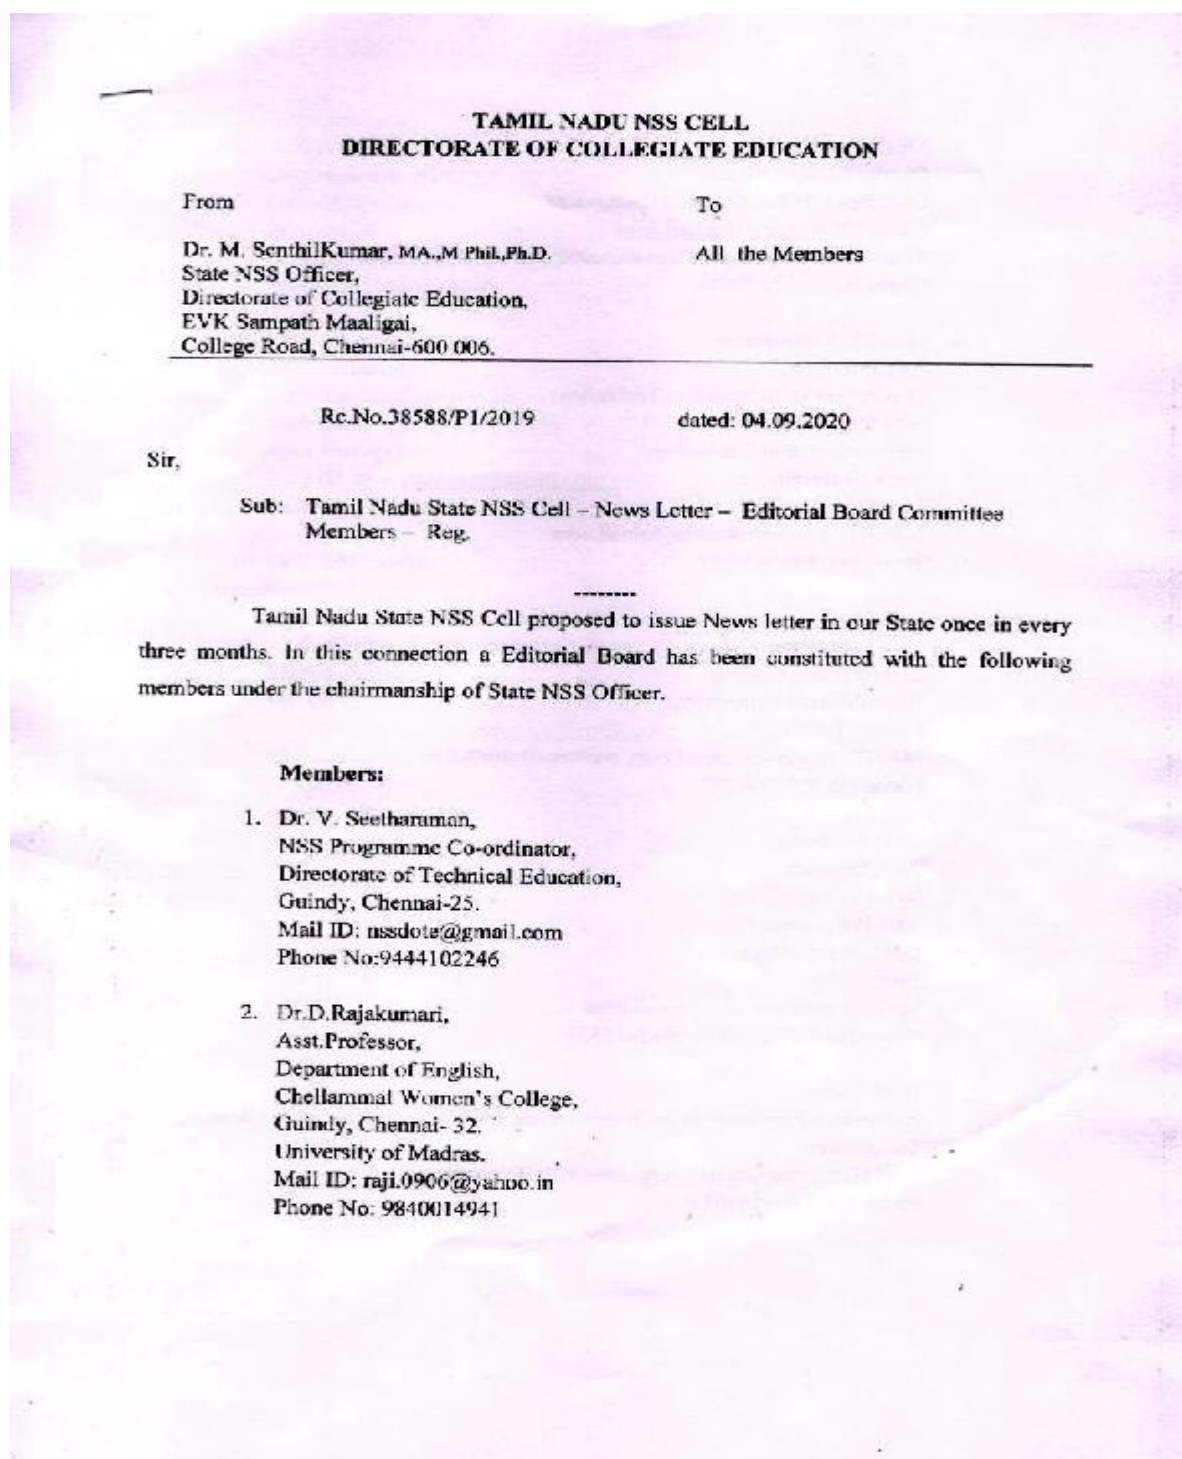 TAMIL NADU NSS CELL
DIRECTORATE OF COLLEGIATE EDUCATION
From
To
Dr. M. SenthilKumar, MA.,M Phil.,Ph.D.
All the Members
State NSS Officer,
Directorate of Collegiate Education,
EVK Sampath Maaligai,
College Road, Chennai-600 006.
Rc.No.38588/P1/2019 dated: 04.09.2020
Sir,
Sub: Tamil Nadu State NSS Cell – News Letter – Editorial Board Committee
Members – Reg.
--------
Tamil Nadu State NSS Cell proposed to issue News letter in our State once in every
three months. In this connection a Editorial Board has been constituted with the following
members under the chairmanship of State NSS Officer.
Members:
1. Dr. V. Seetharaman,
NSS Programme Co-ordinator,
Directorate of Technical Education,
Guindy, Chennai-25.
Mail ID: nssdote@gmail.com
Phone No:9444102246
2. Dr.D.Rajakumari,
Asst.Professor,
Department of English,
Chellammal Women's College,
Guindy, Chennai- 32.
University of Madras.
Mail ID: raji.0906@yahoo.in
Phone No: 9840014941